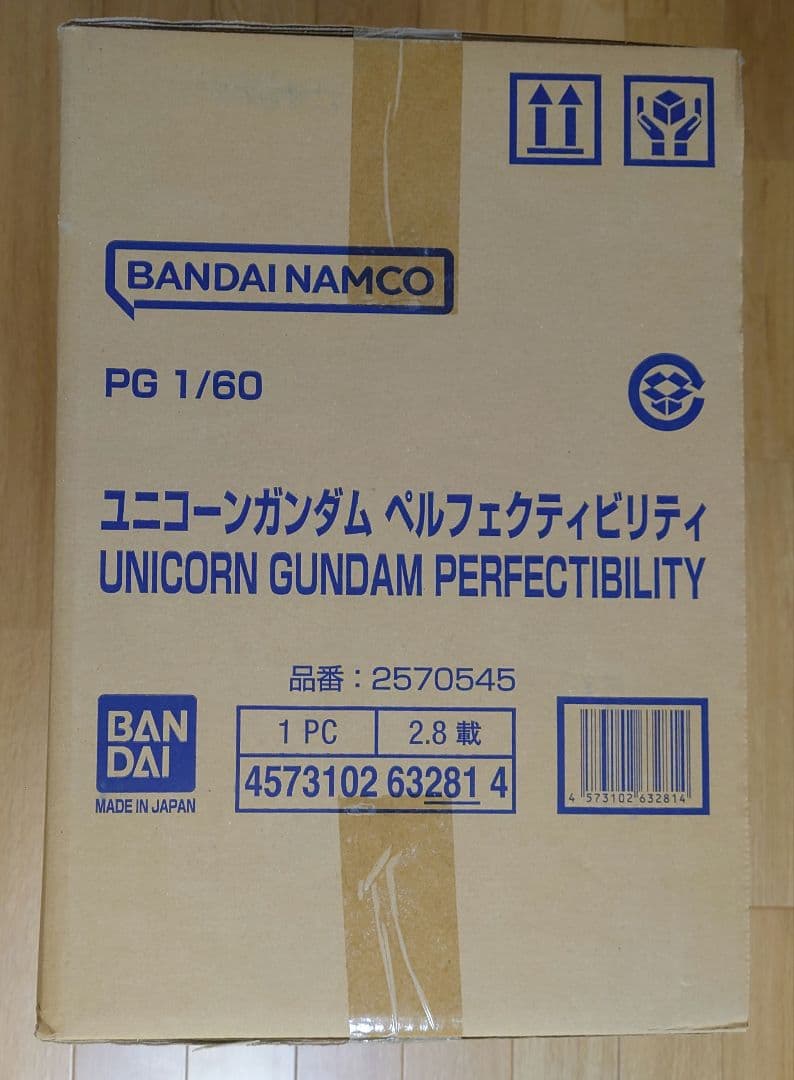 BANDAI NAMCO
PG 1/60
ユニコーンガンダム ペルフェクティビリティ
UNICORN GUNDAM PERFECTIBILITY
品番：2570545
BAN
DAI
MADE IN JAPAN
1 PC
2.8 載
4573102 63281 4
4 573102 632814